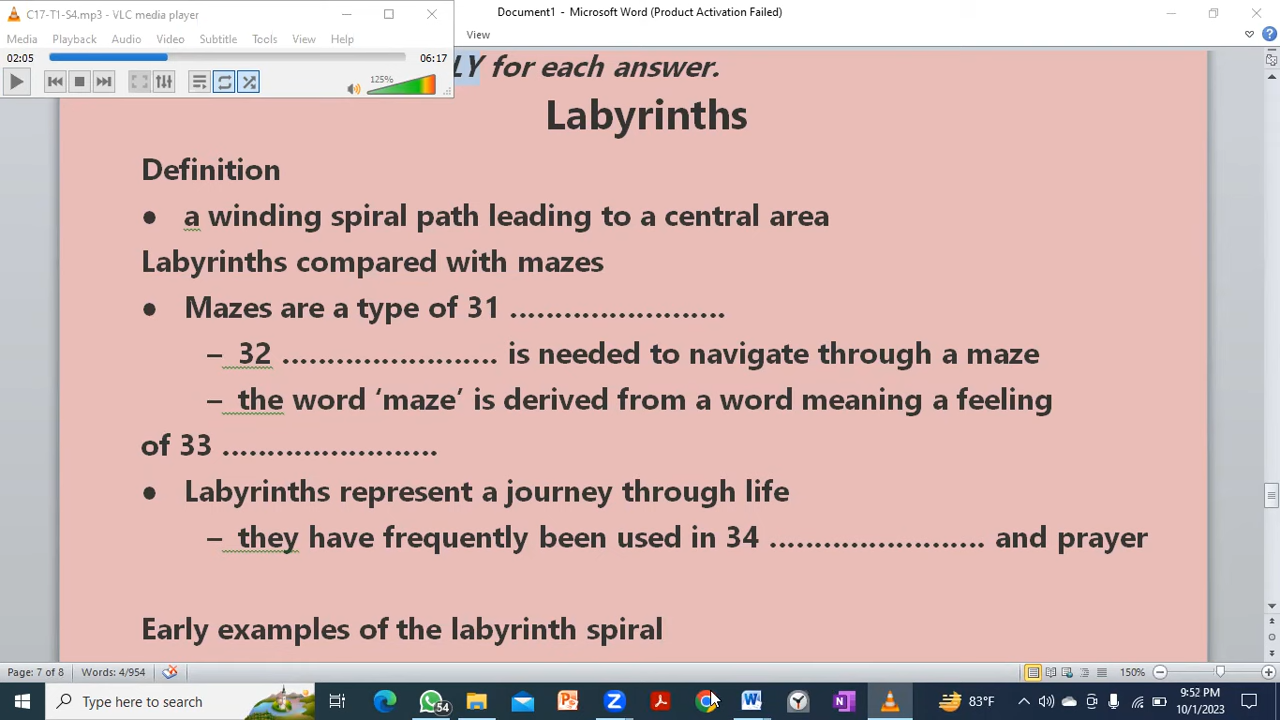 C17-T1-S4.mp3 - VLC media player
Document1 - Microsoft Word (Product Activation Failed)
Media Playback Audio Video Subtitle Tools View Help
View
02:05 06:17
125%
LY for each answer.
Labyrinths
Definition
● a winding spiral path leading to a central area
Labyrinths compared with mazes
● Mazes are a type of 31 ........................
– 32 ........................ is needed to navigate through a maze
– the word ‘maze’ is derived from a word meaning a feeling
of 33 ........................
● Labyrinths represent a journey through life
– they have frequently been used in 34 ........................ and prayer
Early examples of the labyrinth spiral
Page: 7 of 8 Words: 4/954 150%
Type here to search 54 83°F 9:52 PM
10/1/2023